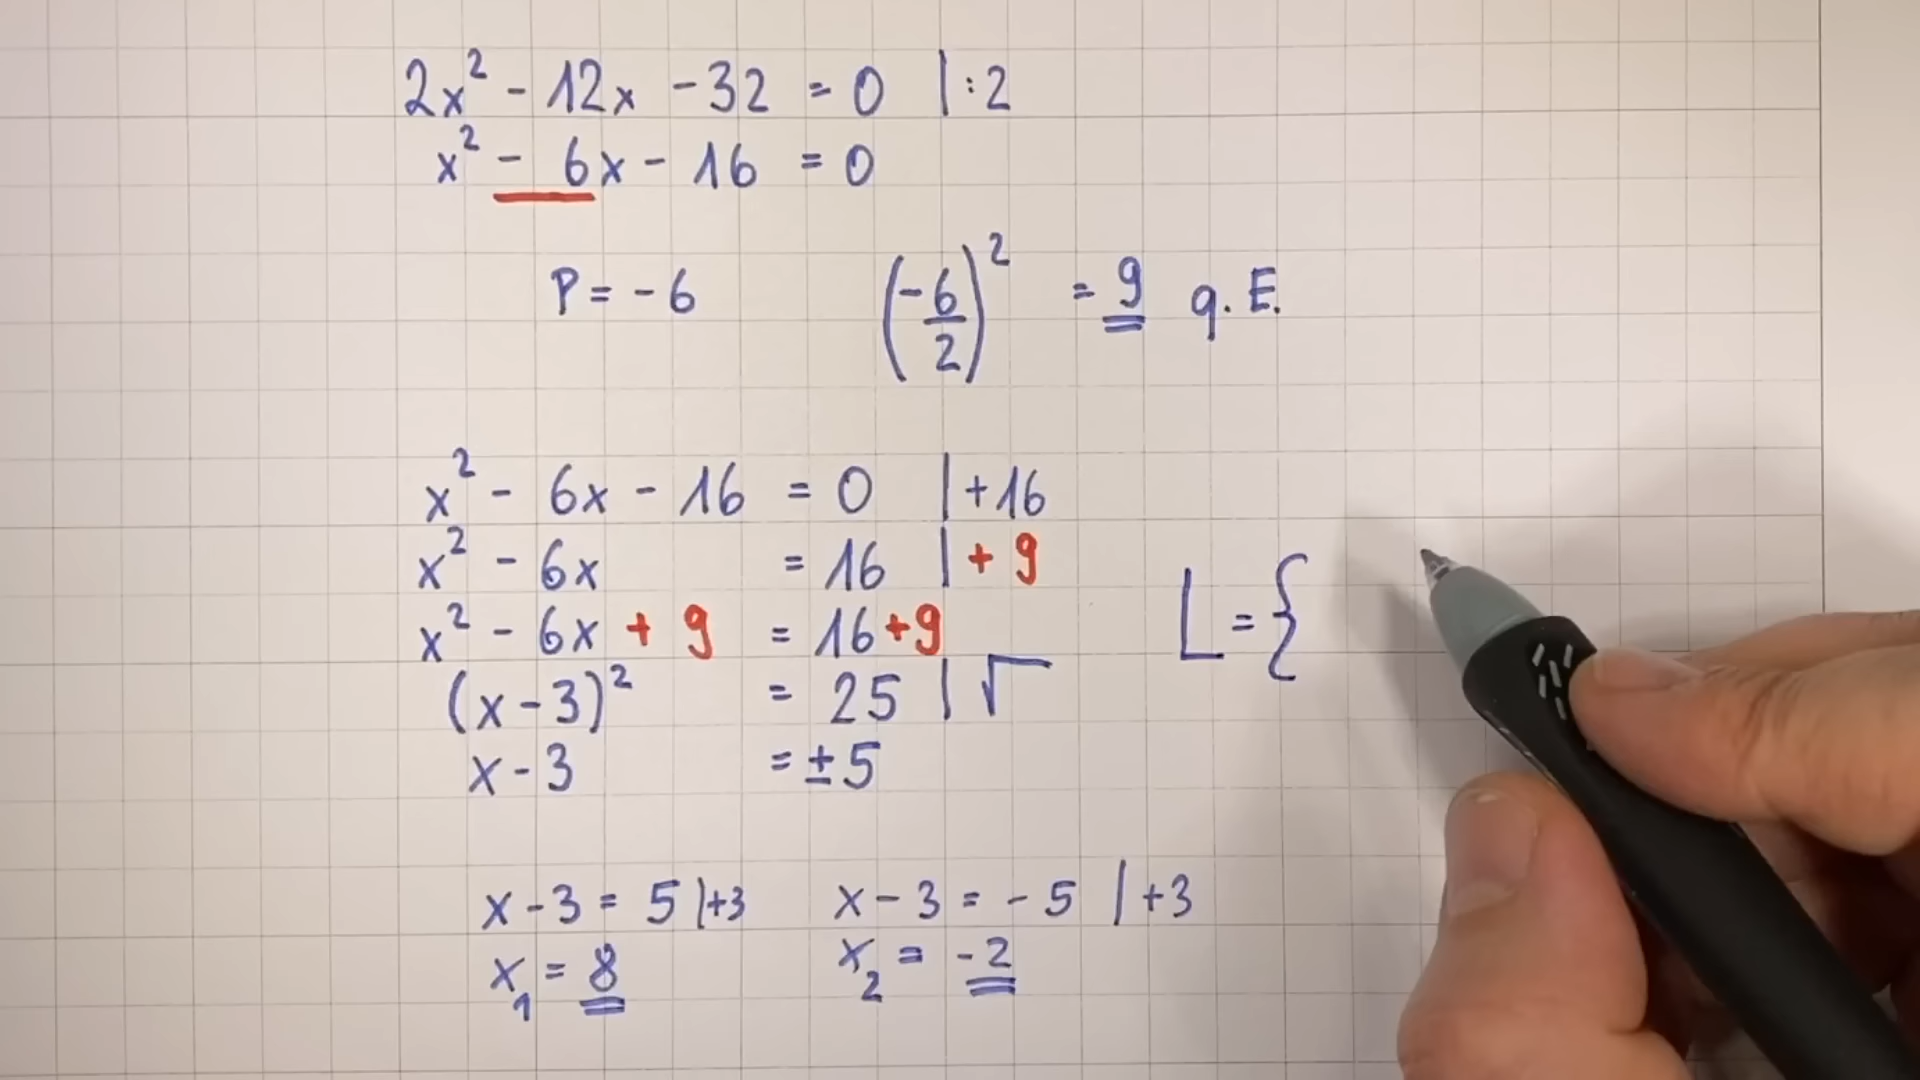 2x² - 12x - 32 = 0 | :2
x² - 6x - 16 = 0
P = -6 (-6/2)² = 9 q. E.
x² - 6x - 16 = 0 | +16
x² - 6x = 16 | + 9
x² - 6x + 9 = 16 + 9
(x - 3)² = 25 | √
x - 3 = ± 5
L = {
x - 3 = 5 | +3 x - 3 = - 5 | +3
x₁ = 8 x₂ = -2